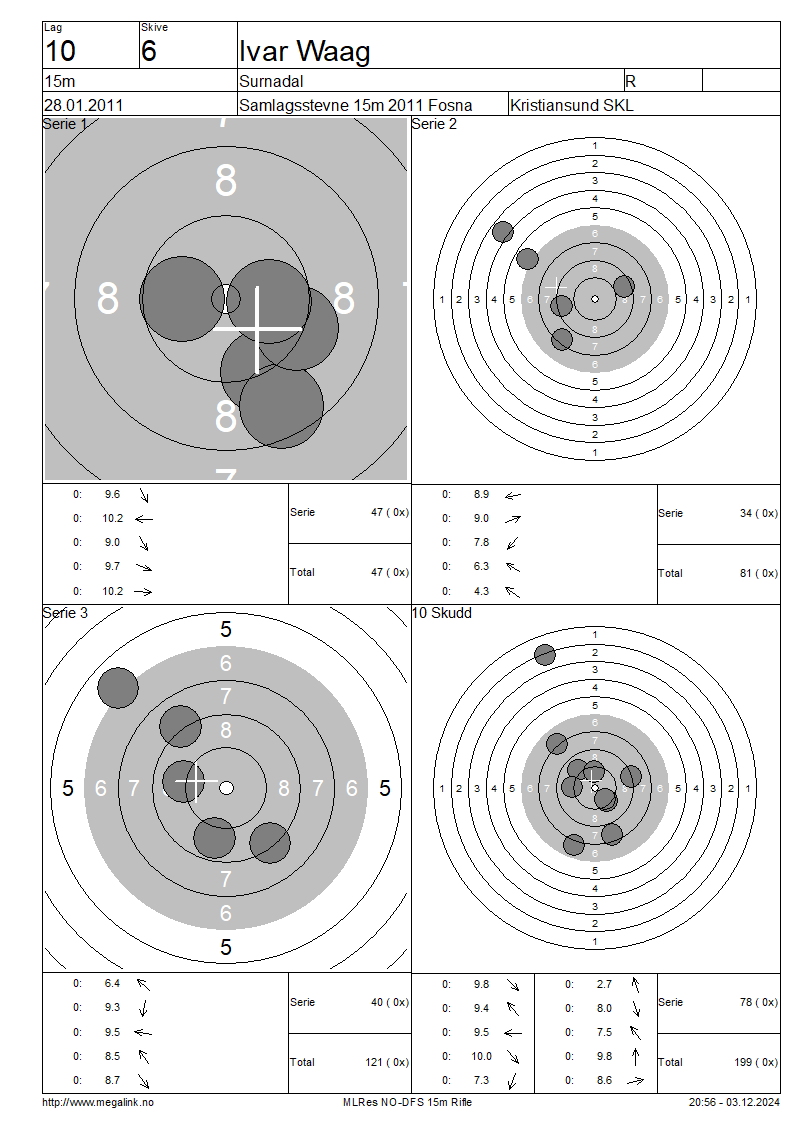 Lag
Skive
10
6
Ivar Waag
15m
Surnadal
R
28.01.2011
Samlagsstevne 15m 2011 Fosna
Kristiansund SKL
Serie 1
7
8
7 8 8 7
8
7
Serie 2
1
2
3
4
5
6
7
8
1 2 3 4 5 6 7 8 7 6 5 4 3 2 1
8
7
6
5
4
3
2
1
0: 9.6
0: 10.2
0: 9.0
0: 9.7
0: 10.2
Serie 47 ( 0x)
Total 47 ( 0x)
0: 8.9
0: 9.0
0: 7.8
0: 6.3
0: 4.3
Serie 34 ( 0x)
Total 81 ( 0x)
Serie 3
5
6
7
8
5 6 7 8 7 6 5
7
6
5
10 Skudd
1
2
3
4
5
6
7
8
1 2 3 4 5 6 7 8 7 6 5 4 3 2 1
8
7
6
5
4
3
2
1
0: 6.4
0: 9.3
0: 9.5
0: 8.5
0: 8.7
Serie 40 ( 0x)
Total 121 ( 0x)
0: 9.8
0: 9.4
0: 9.5
0: 10.0
0: 7.3
0: 2.7
0: 8.0
0: 7.5
0: 9.8
0: 8.6
Serie 78 ( 0x)
Total 199 ( 0x)
http://www.megalink.no
MLRes NO-DFS 15m Rifle
20:56 - 03.12.2024